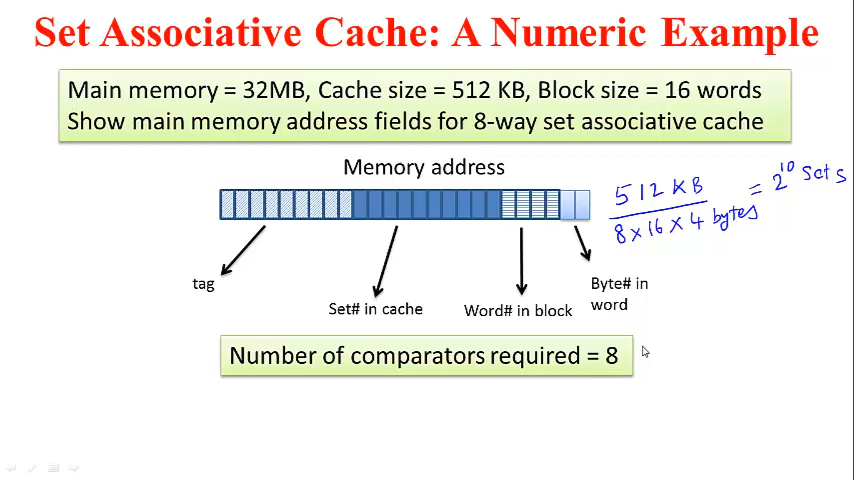 Set Associative Cache: A Numeric Example
Main memory = 32MB, Cache size = 512 KB, Block size = 16 words
Show main memory address fields for 8-way set associative cache
Memory address
512 KB
8 x 16 x 4 bytes
= 2^10 Sets
tag
Set# in cache
Word# in block
Byte# in
word
Number of comparators required = 8